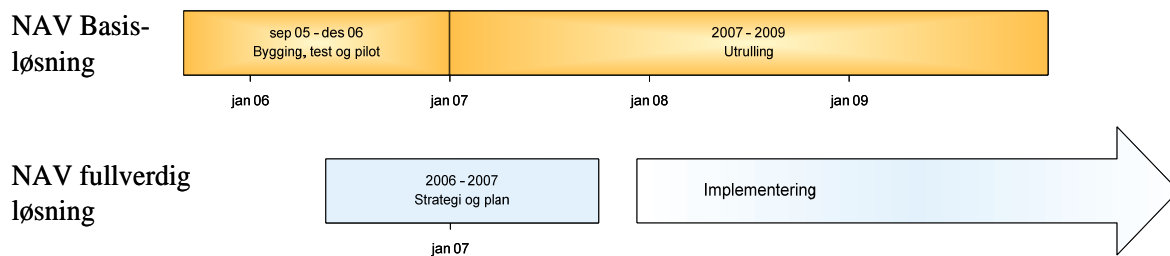 NAV Basis-
løsning
sep 05 – des 06
Bygging, test og pilot
2007 – 2009
Utrulling
jan 06
jan 07
jan 08
jan 09
NAV fullverdig
løsning
2006 – 2007
Strategi og plan
Implementering
jan 07